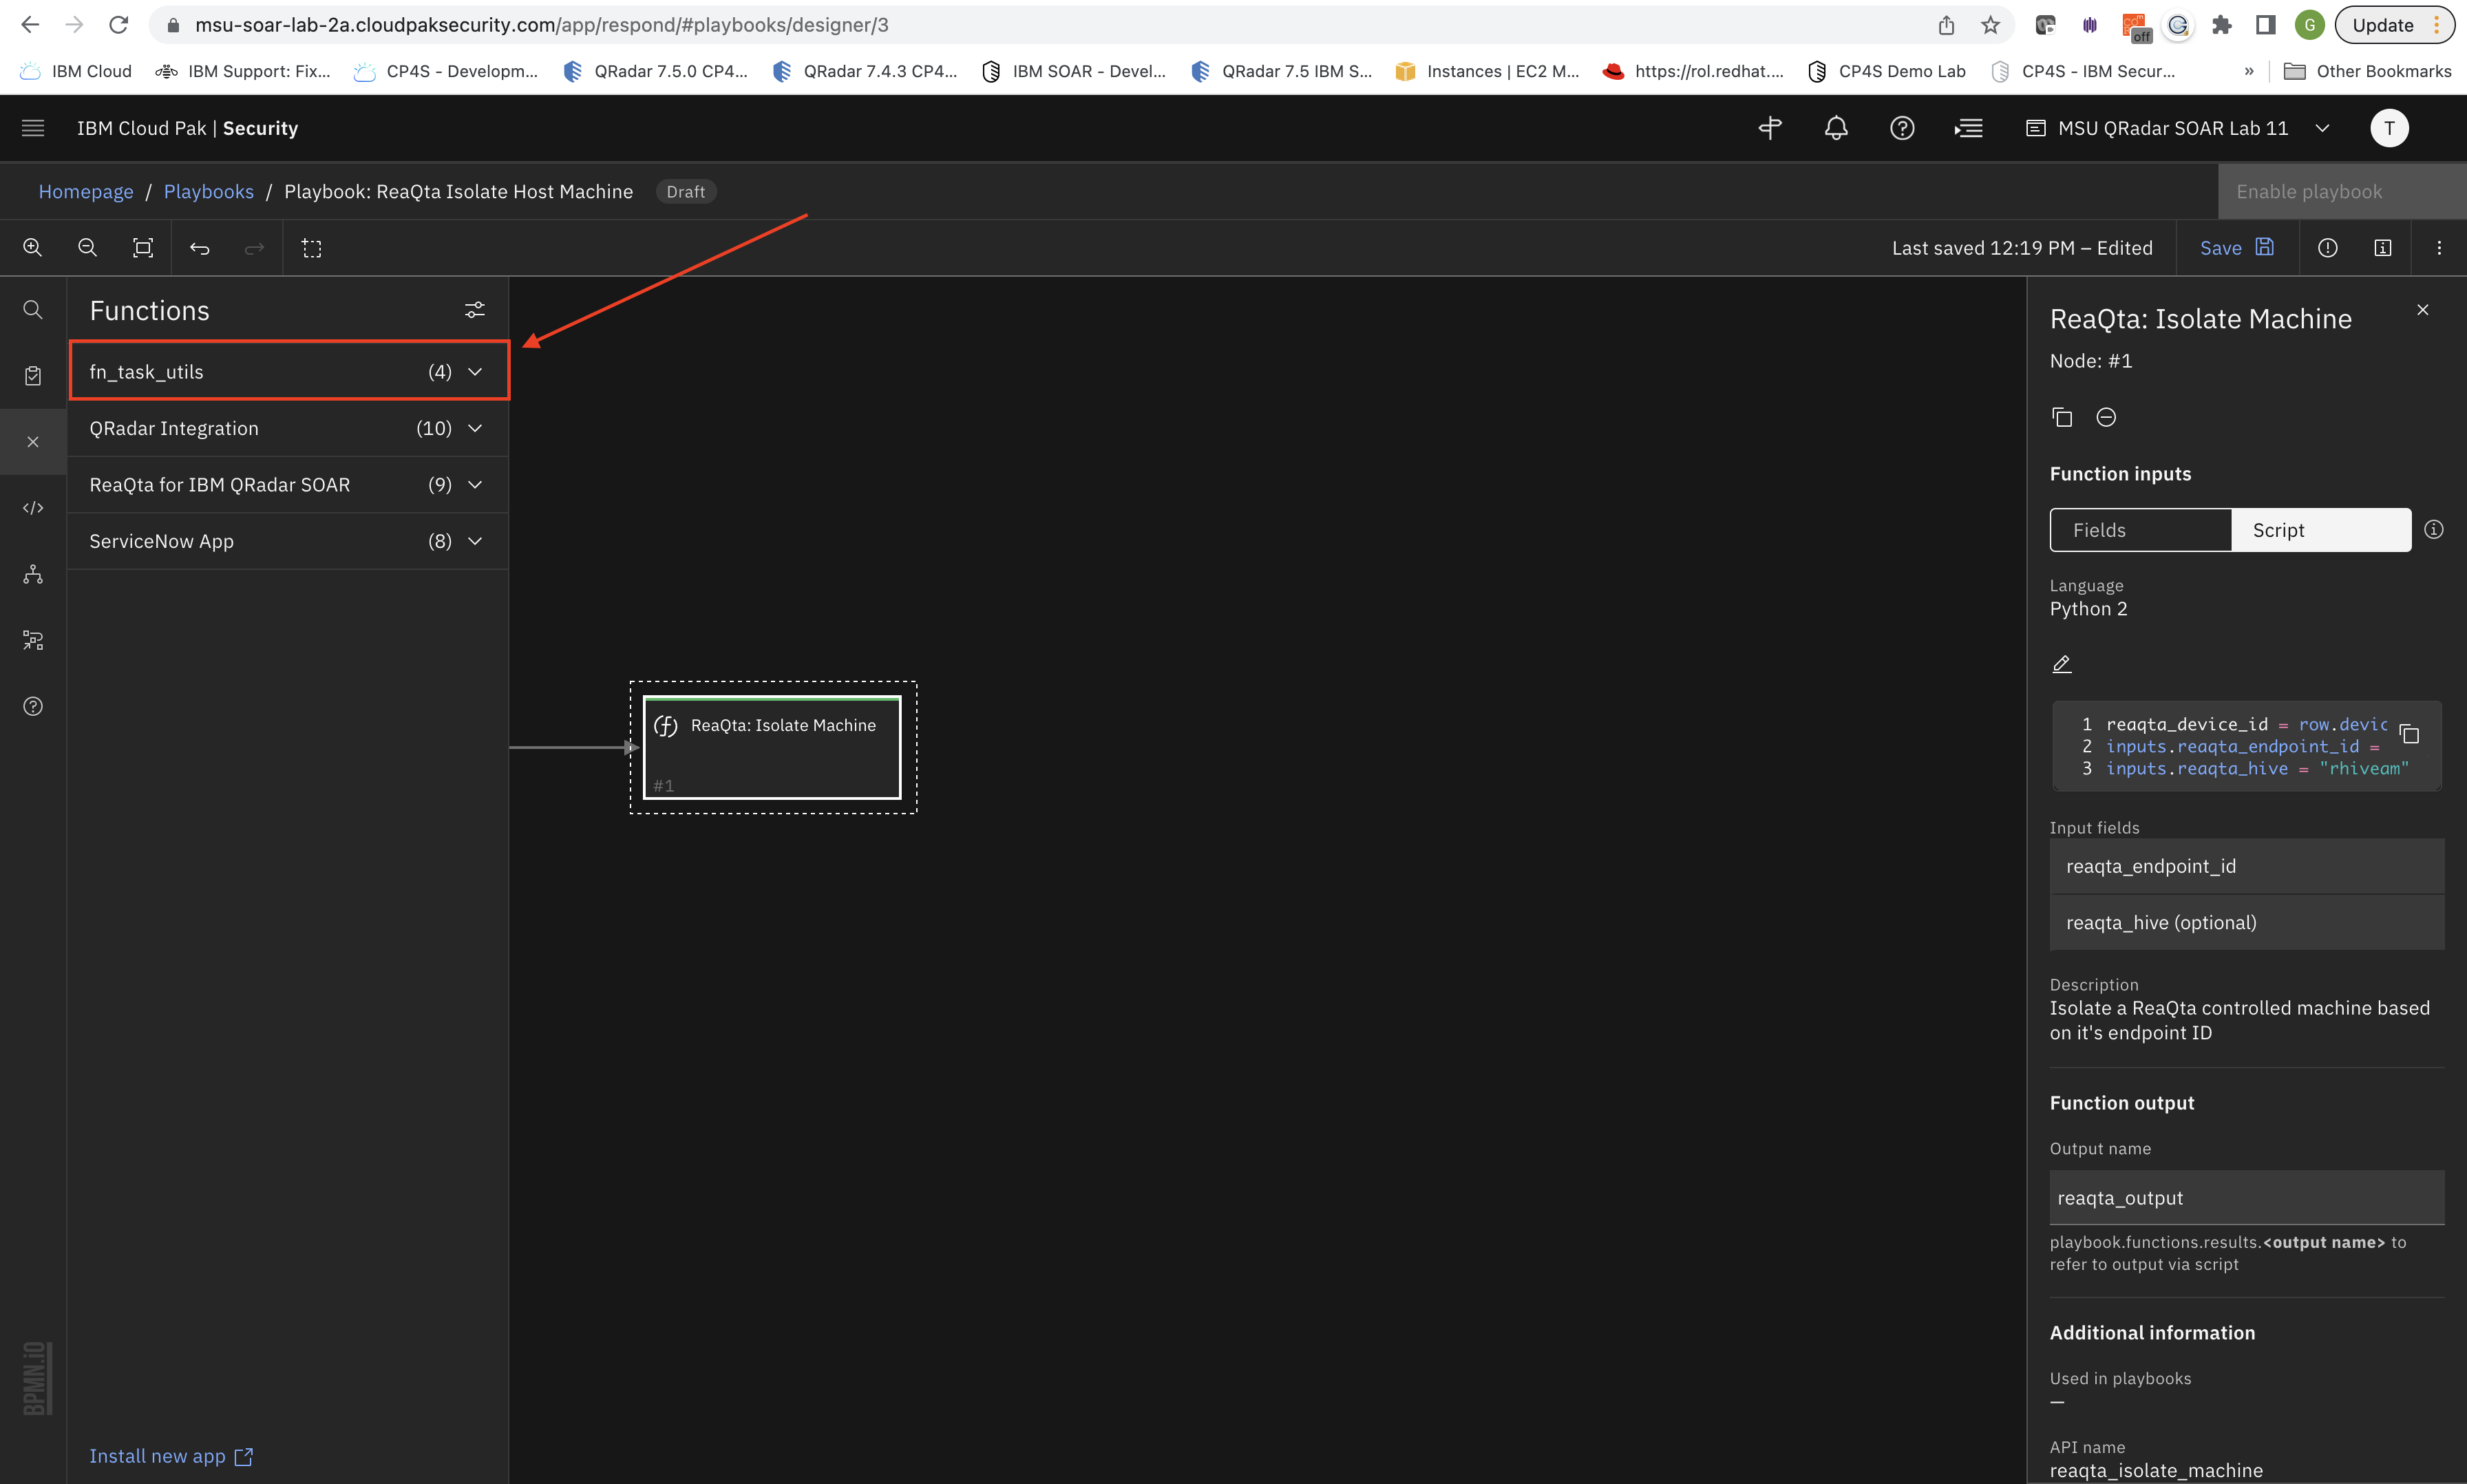 msu-soar-lab-2a.cloudpaksecurity.com/app/respond/#playbooks/designer/3
off
G
Update
IBM Cloud
IBM Support: Fix...
CP4S - Developm...
QRadar 7.5.0 CP4...
QRadar 7.4.3 CP4...
IBM SOAR - Devel...
QRadar 7.5 IBM S...
Instances | EC2 M...
https://rol.redhat....
CP4S Demo Lab
CP4S - IBM Secur...
»
Other Bookmarks
IBM Cloud Pak | Security
MSU QRadar SOAR Lab 11
T
Homepage / Playbooks / Playbook: ReaQta Isolate Host Machine
Draft
Enable playbook
Last saved 12:19 PM – Edited
Save
Functions
fn_task_utils (4)
QRadar Integration (10)
ReaQta for IBM QRadar SOAR (9)
ServiceNow App (8)
Install new app
BPMN.iO
ReaQta: Isolate Machine
#1
ReaQta: Isolate Machine
Node: #1
Function inputs
Fields
Script
Language
Python 2
1 reaqta_device_id = row.devic
2 inputs.reaqta_endpoint_id =
3 inputs.reaqta_hive = "rhiveam"
Input fields
reaqta_endpoint_id
reaqta_hive (optional)
Description
Isolate a ReaQta controlled machine based
on it's endpoint ID
Function output
Output name
reaqta_output
playbook.functions.results.<output name> to
refer to output via script
Additional information
Used in playbooks
—
API name
reaqta_isolate_machine